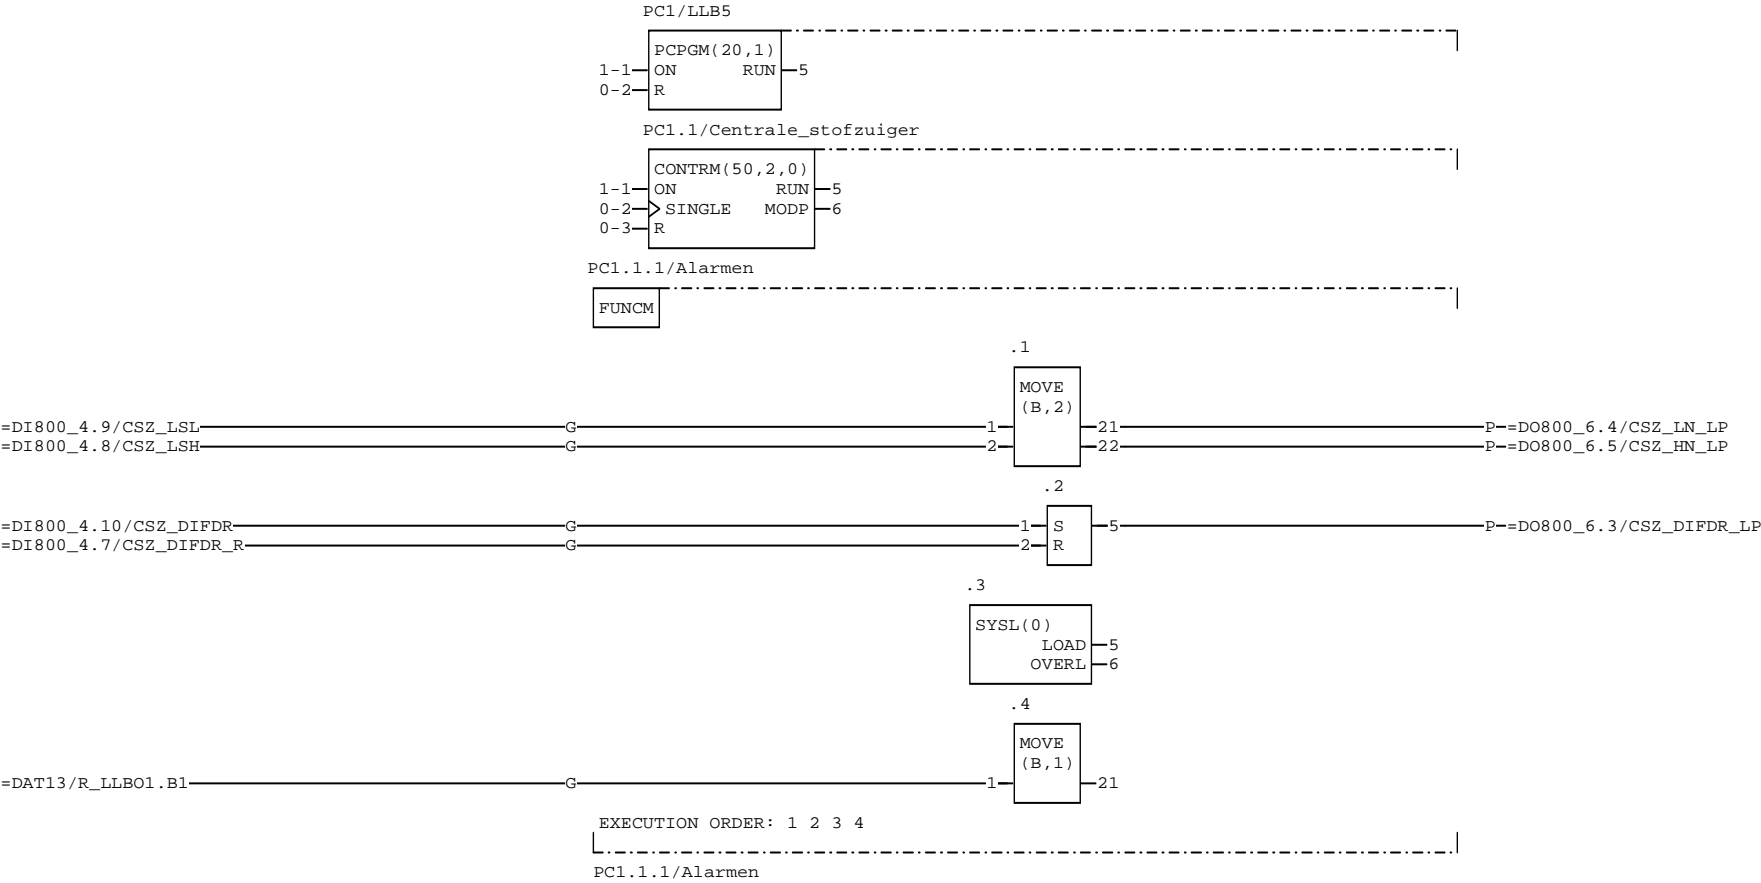 PC1/LLB5
PCPGM(20,1)
1-1 ON RUN 5
0-2 R
PC1.1/Centrale_stofzuiger
CONTRM(50,2,0)
1-1 ON RUN 5
0-2 SINGLE MODP 6
0-3 R
PC1.1.1/Alarmen
FUNCM
.1
MOVE
(B,2)
=DI800_4.9/CSZ_LSL G 1 21 P =DO800_6.4/CSZ_LN_LP
=DI800_4.8/CSZ_LSH G 2 22 P =DO800_6.5/CSZ_HN_LP
.2
=DI800_4.10/CSZ_DIFDR G 1 S 5 P =DO800_6.3/CSZ_DIFDR_LP
=DI800_4.7/CSZ_DIFDR_R G 2 R
.3
SYSL(0)
LOAD 5
OVERL 6
.4
MOVE
(B,1)
=DAT13/R_LLBO1.B1 G 1 21
EXECUTION ORDER: 1 2 3 4
PC1.1.1/Alarmen